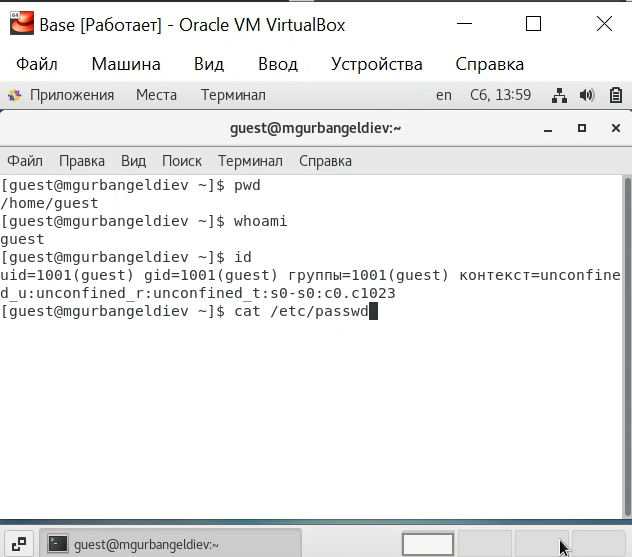 Base [Работает] - Oracle VM VirtualBox
Файл Машина Вид Ввод Устройства Справка
Приложения Места Терминал en Сб, 13:59
guest@mgurbangeldiev:~
Файл Правка Вид Поиск Терминал Справка
[guest@mgurbangeldiev ~]$ pwd
/home/guest
[guest@mgurbangeldiev ~]$ whoami
guest
[guest@mgurbangeldiev ~]$ id
uid=1001(guest) gid=1001(guest) группы=1001(guest) контекст=unconfine
d_u:unconfined_r:unconfined_t:s0-s0:c0.c1023
[guest@mgurbangeldiev ~]$ cat /etc/passwd
guest@mgurbangeldiev:~